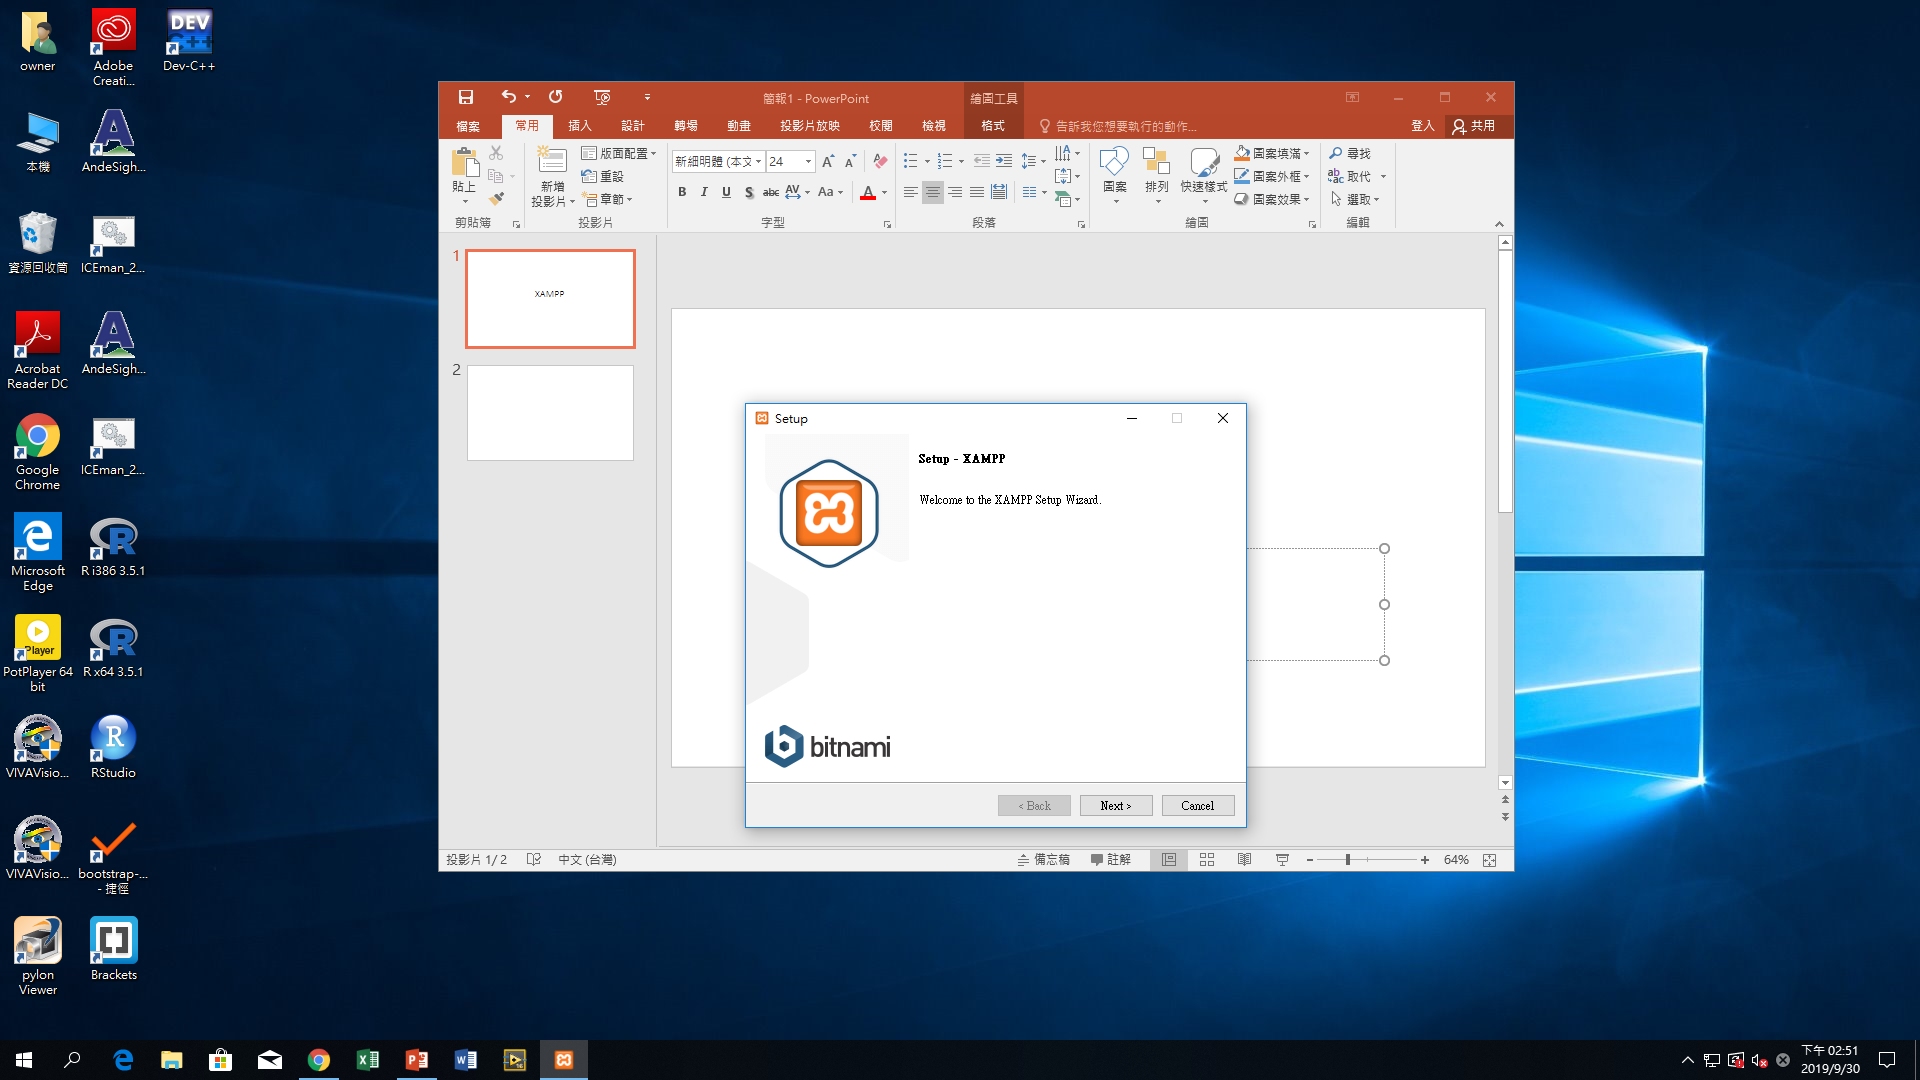 owner
Adobe
Creati...
Dev-C++
本機
AndeSigh...
資源回收筒
ICEman_2...
Acrobat
Reader DC
AndeSigh...
Google
Chrome
ICEman_2...
Microsoft
Edge
R i386 3.5.1
Player
PotPlayer 64
bit
R x64 3.5.1
VIVAVisio...
RStudio
VIVAVisio...
bootstrap-...
- 捷徑
pylon
Viewer
Brackets
簡報1 - PowerPoint
繪圖工具
檔案 常用 插入 設計 轉場 動畫 投影片放映 校閱 檢視 格式 告訴我您想要執行的動作... 登入 共用
貼上
剪貼簿
新增
投影片
版面配置
重設
章節
投影片
新細明體 (本文 24
B I U S abc AV Aa A
字型
段落
圖案
排列
快速樣式
圖案填滿
圖案外框
圖案效果
繪圖
尋找
取代
選取
編輯
1
XAMPP
2
Setup
Setup - XAMPP
Welcome to the XAMPP Setup Wizard.
bitnami
< Back
Next >
Cancel
投影片 1/ 2 中文 (台灣) 備忘稿 註解 64%
下午 02:51
2019/9/30